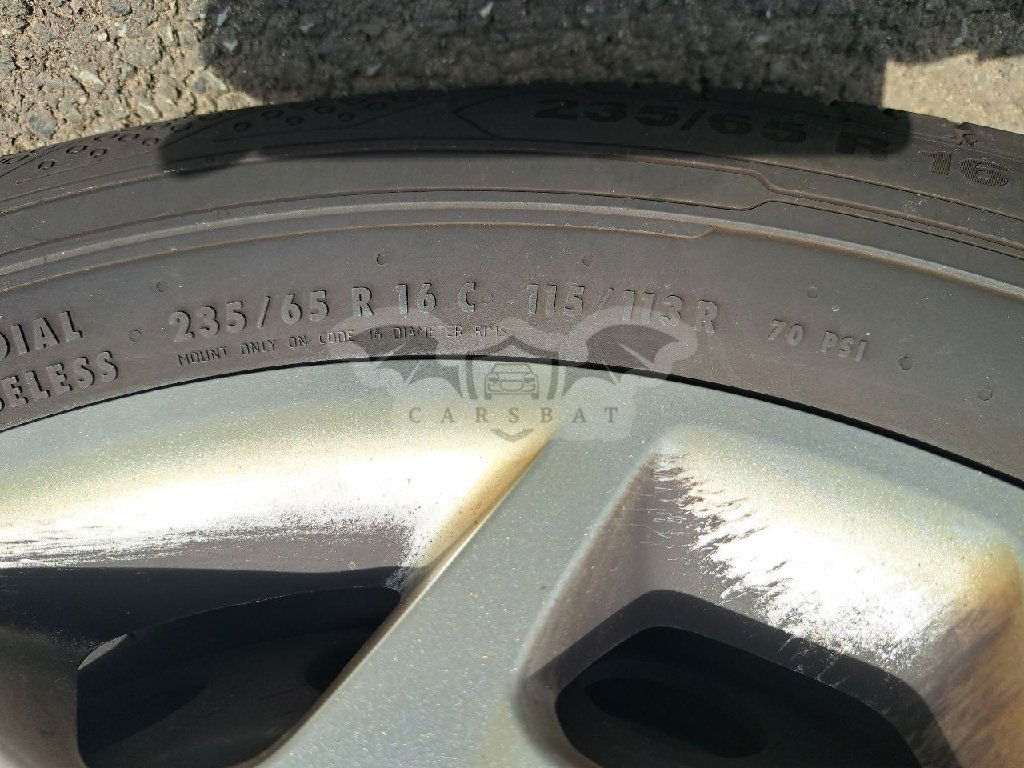 235/65 R 16
DIAL
ELESS
235/65 R 16 C 115/113 R 70 PSI
MOUNT ONLY ON CODE 16 DIAMETER RIMS
CARSBAT